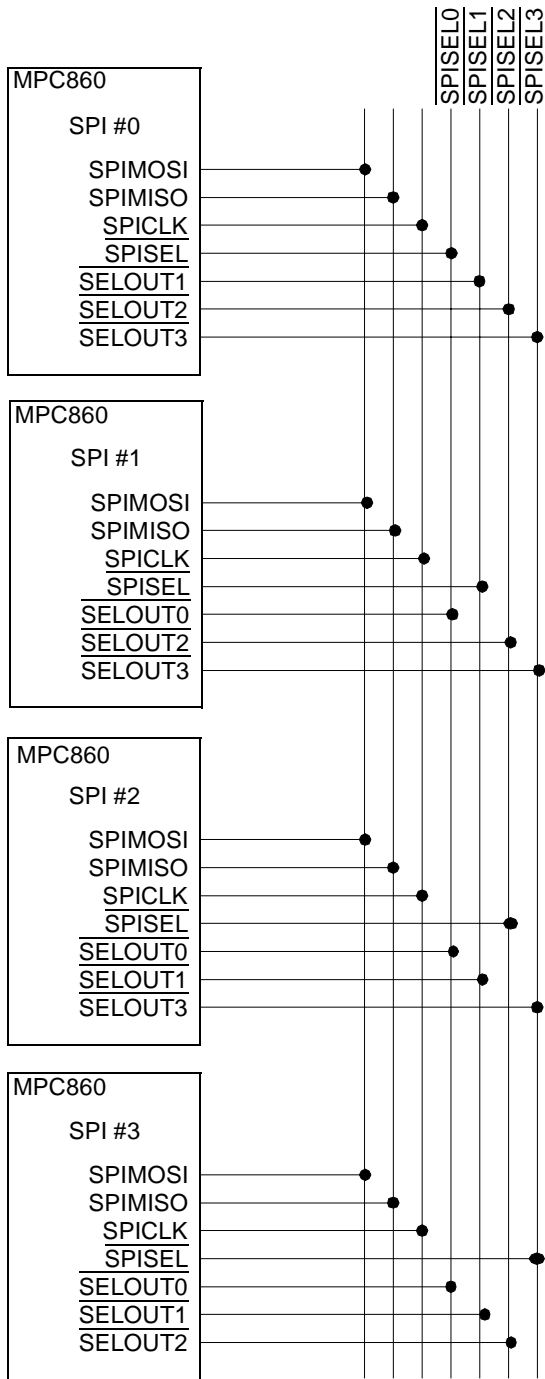 SPISEL0
SPISEL1
SPISEL2
SPISEL3
MPC860
SPI #0
SPIMOSI
SPIMISO
SPICLK
SPISEL
SELOUT1
SELOUT2
SELOUT3
MPC860
SPI #1
SPIMOSI
SPIMISO
SPICLK
SPISEL
SELOUT0
SELOUT2
SELOUT3
MPC860
SPI #2
SPIMOSI
SPIMISO
SPICLK
SPISEL
SELOUT0
SELOUT1
SELOUT3
MPC860
SPI #3
SPIMOSI
SPIMISO
SPICLK
SPISEL
SELOUT0
SELOUT1
SELOUT2